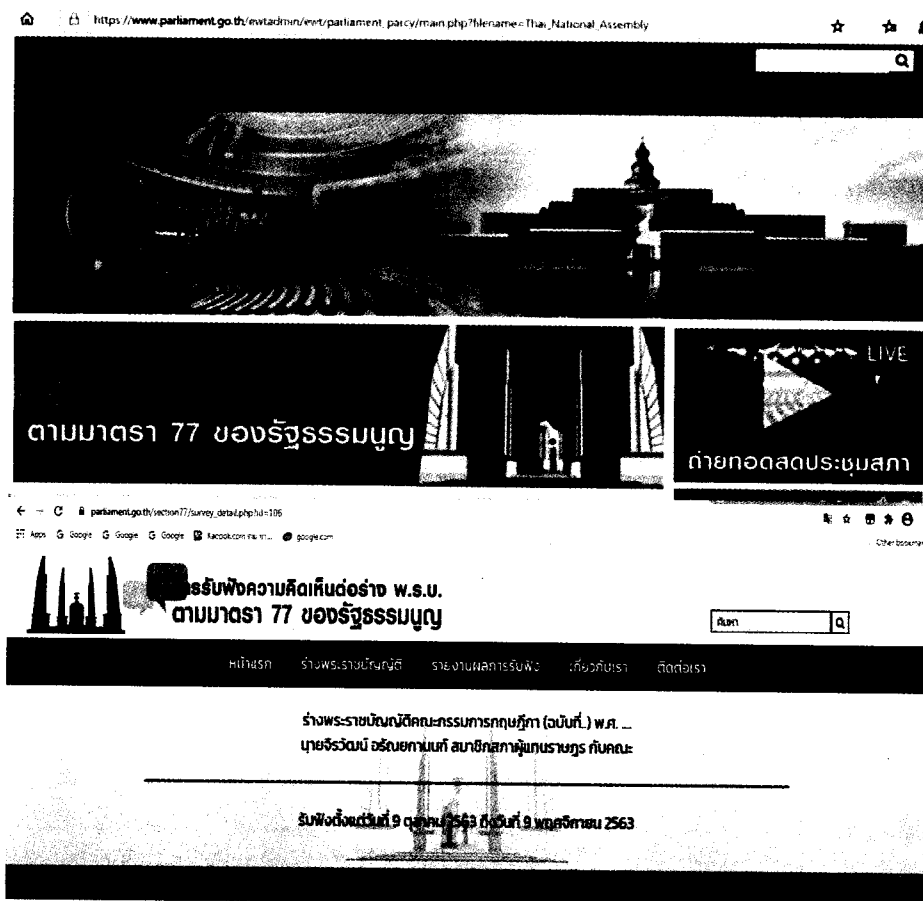 https://www.parliament.go.th/ewtadmin/ewt/parliament_parcy/main.php?filename=Thai_National_Assembly
ตามมาตรา 77 ของรัฐธรรมนูญ
LIVE
ถ่ายทอดสดประชุมสภา
parliament.go.th/section77/survey_detail.php?id=106
Apps Google Google Google google.com
Other bookmar
รรับฟังความคิดเห็นต่อร่าง พ.ร.บ.
ตามมาตรา 77 ของรัฐธรรมนูญ
ค้นหา
หน้าแรก ร่างพระราชบัญญัติ รายงานผลการรับฟัง เกี่ยวกับเรา ติดต่อเรา
ร่างพระราชบัญญัติคณะกรรมการกฤษฎีกา (ฉบับที่..) พ.ศ. ....
นายจิรวัฒน์ อรัณยกานนท์ สมาชิกสภาผู้แทนราษฎร กับคณะ
รับฟังตั้งแต่วันที่ 9 ตุลาคม 2563 ถึงวันที่ 9 พฤศจิกายน 2563